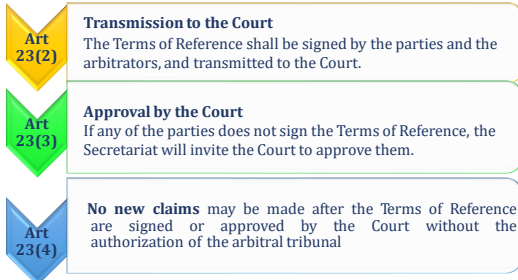 Art
23(2)
Transmission to the Court
The Terms of Reference shall be signed by the parties and the
arbitrators, and transmitted to the Court.
Art
23(3)
Approval by the Court
If any of the parties does not sign the Terms of Reference, the
Secretariat will invite the Court to approve them.
Art
23(4)
No new claims may be made after the Terms of Reference
are signed or approved by the Court without the
authorization of the arbitral tribunal